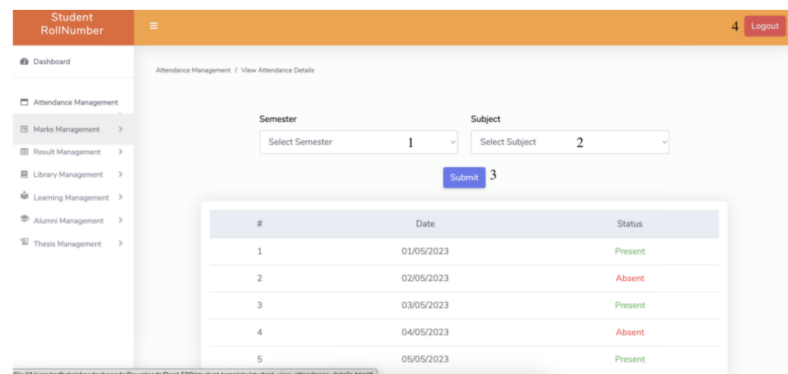 Student
RollNumber
4 Logout
Dashboard
Attendance Management / View Attendance Details
Attendance Management
Marks Management
Result Management
Library Management
Learning Management
Alumni Management
Thesis Management
Semester Subject
Select Semester 1 Select Subject 2
Submit 3
# Date Status
1 01/05/2023 Present
2 02/05/2023 Absent
3 03/05/2023 Present
4 04/05/2023 Absent
5 05/05/2023 Present